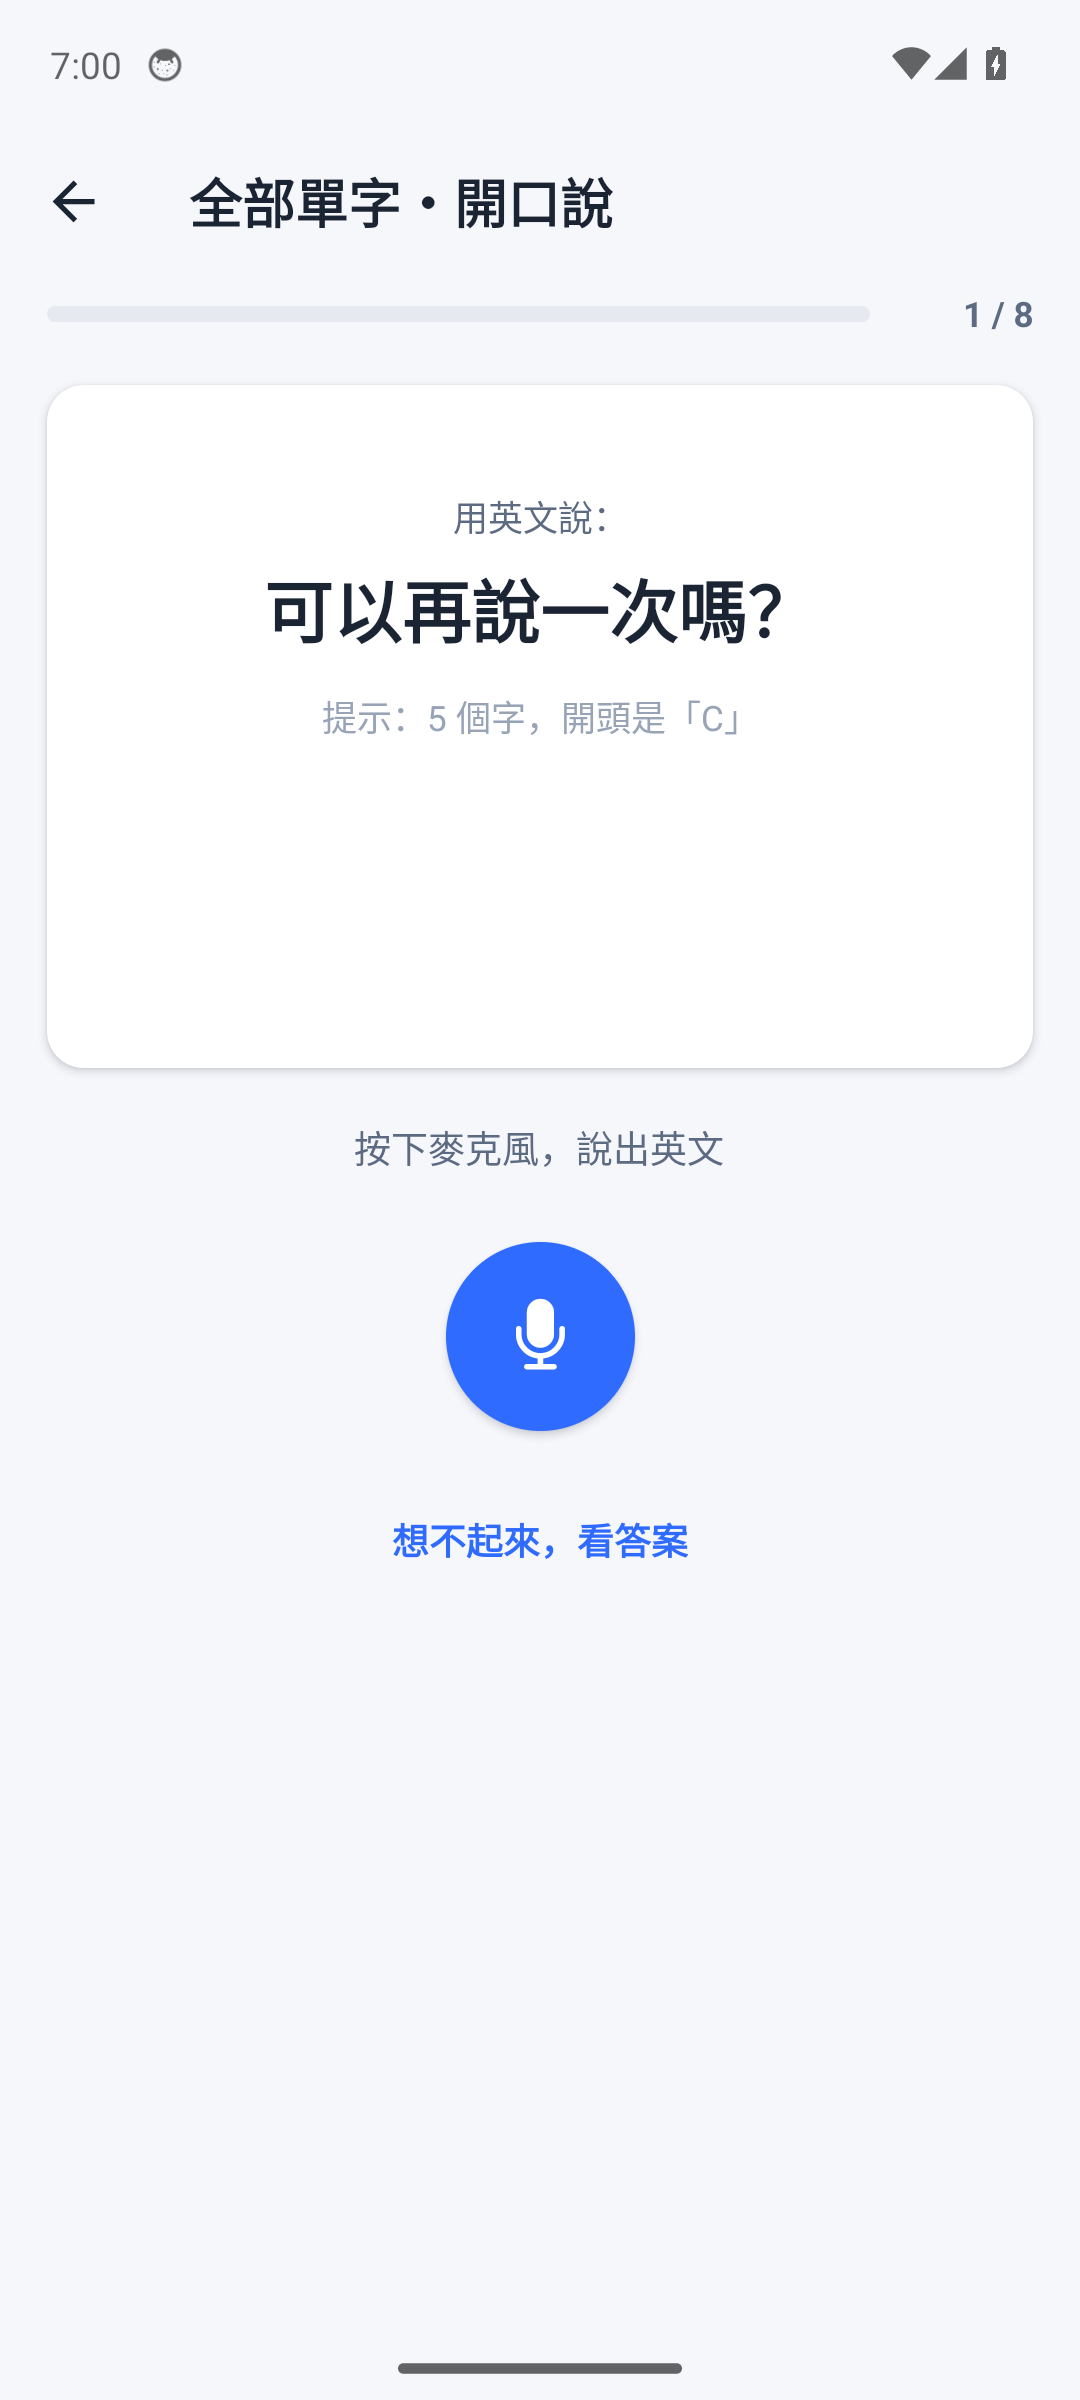 7:00
全部單字・開口說
1 / 8
用英文說：
可以再說一次嗎？
提示：5 個字，開頭是「C」
按下麥克風，說出英文
想不起來，看答案